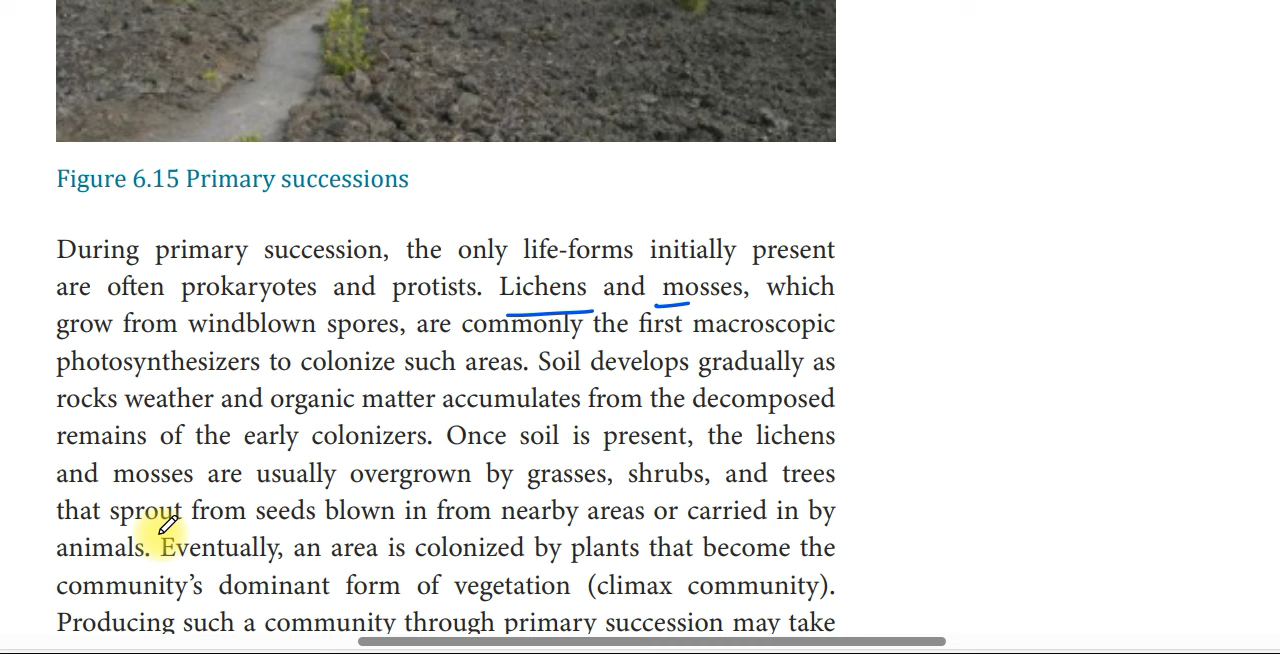 Figure 6.15 Primary successions
During primary succession, the only life-forms initially present
are often prokaryotes and protists. Lichens and mosses, which
grow from windblown spores, are commonly the first macroscopic
photosynthesizers to colonize such areas. Soil develops gradually as
rocks weather and organic matter accumulates from the decomposed
remains of the early colonizers. Once soil is present, the lichens
and mosses are usually overgrown by grasses, shrubs, and trees
that sprout from seeds blown in from nearby areas or carried in by
animals. Eventually, an area is colonized by plants that become the
community’s dominant form of vegetation (climax community).
Producing such a community through primary succession may take